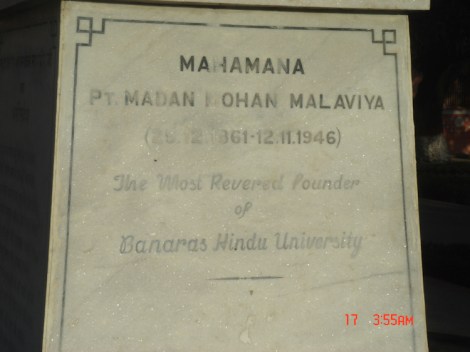 MAHAMANA
PT. MADAN MOHAN MALAVIYA
(25.12.1861-12.11.1946)
The Most Revered Founder
of
Banaras Hindu University
17 3:55AM